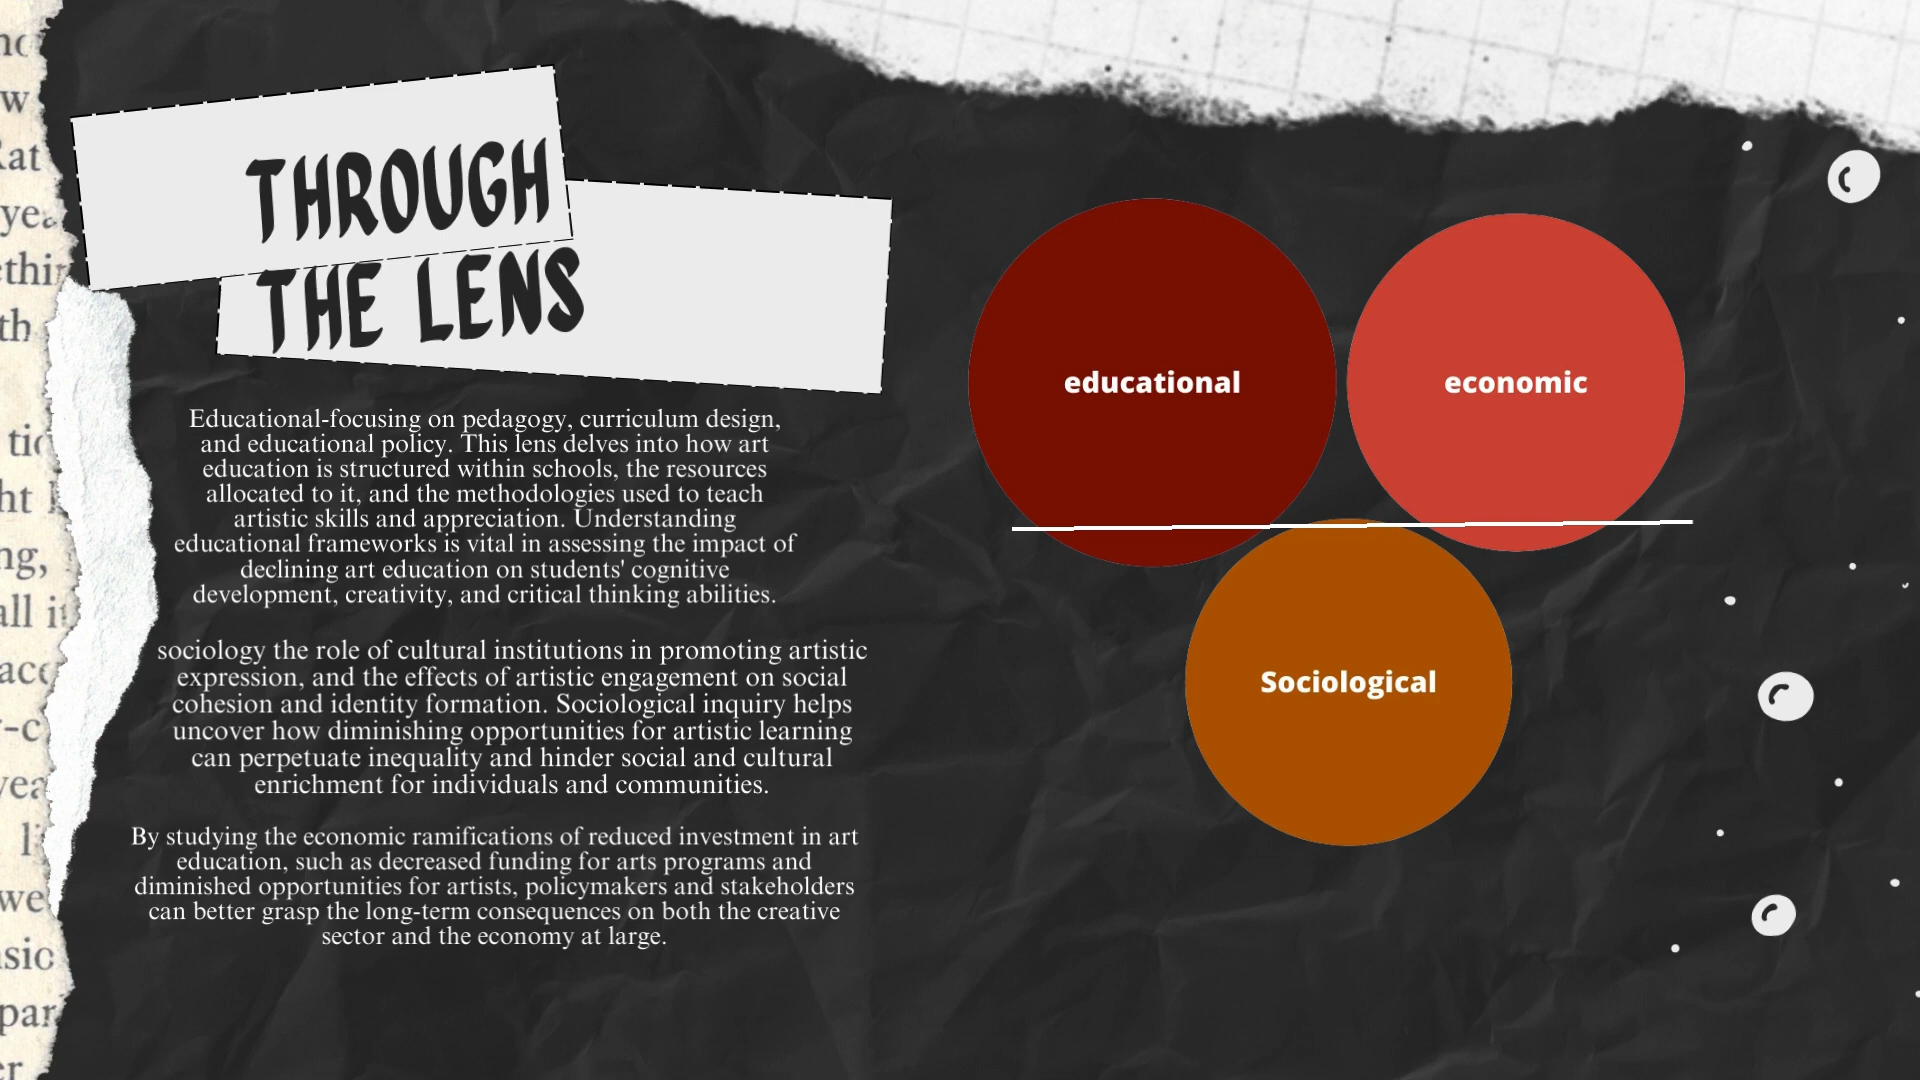 THROUGH
THE LENS
Educational-focusing on pedagogy, curriculum design,
and educational policy. This lens delves into how art
education is structured within schools, the resources
allocated to it, and the methodologies used to teach
artistic skills and appreciation. Understanding
educational frameworks is vital in assessing the impact of
declining art education on students' cognitive
development, creativity, and critical thinking abilities.
sociology the role of cultural institutions in promoting artistic
expression, and the effects of artistic engagement on social
cohesion and identity formation. Sociological inquiry helps
uncover how diminishing opportunities for artistic learning
can perpetuate inequality and hinder social and cultural
enrichment for individuals and communities.
By studying the economic ramifications of reduced investment in art
education, such as decreased funding for arts programs and
diminished opportunities for artists, policymakers and stakeholders
can better grasp the long-term consequences on both the creative
sector and the economy at large.
educational
economic
Sociological